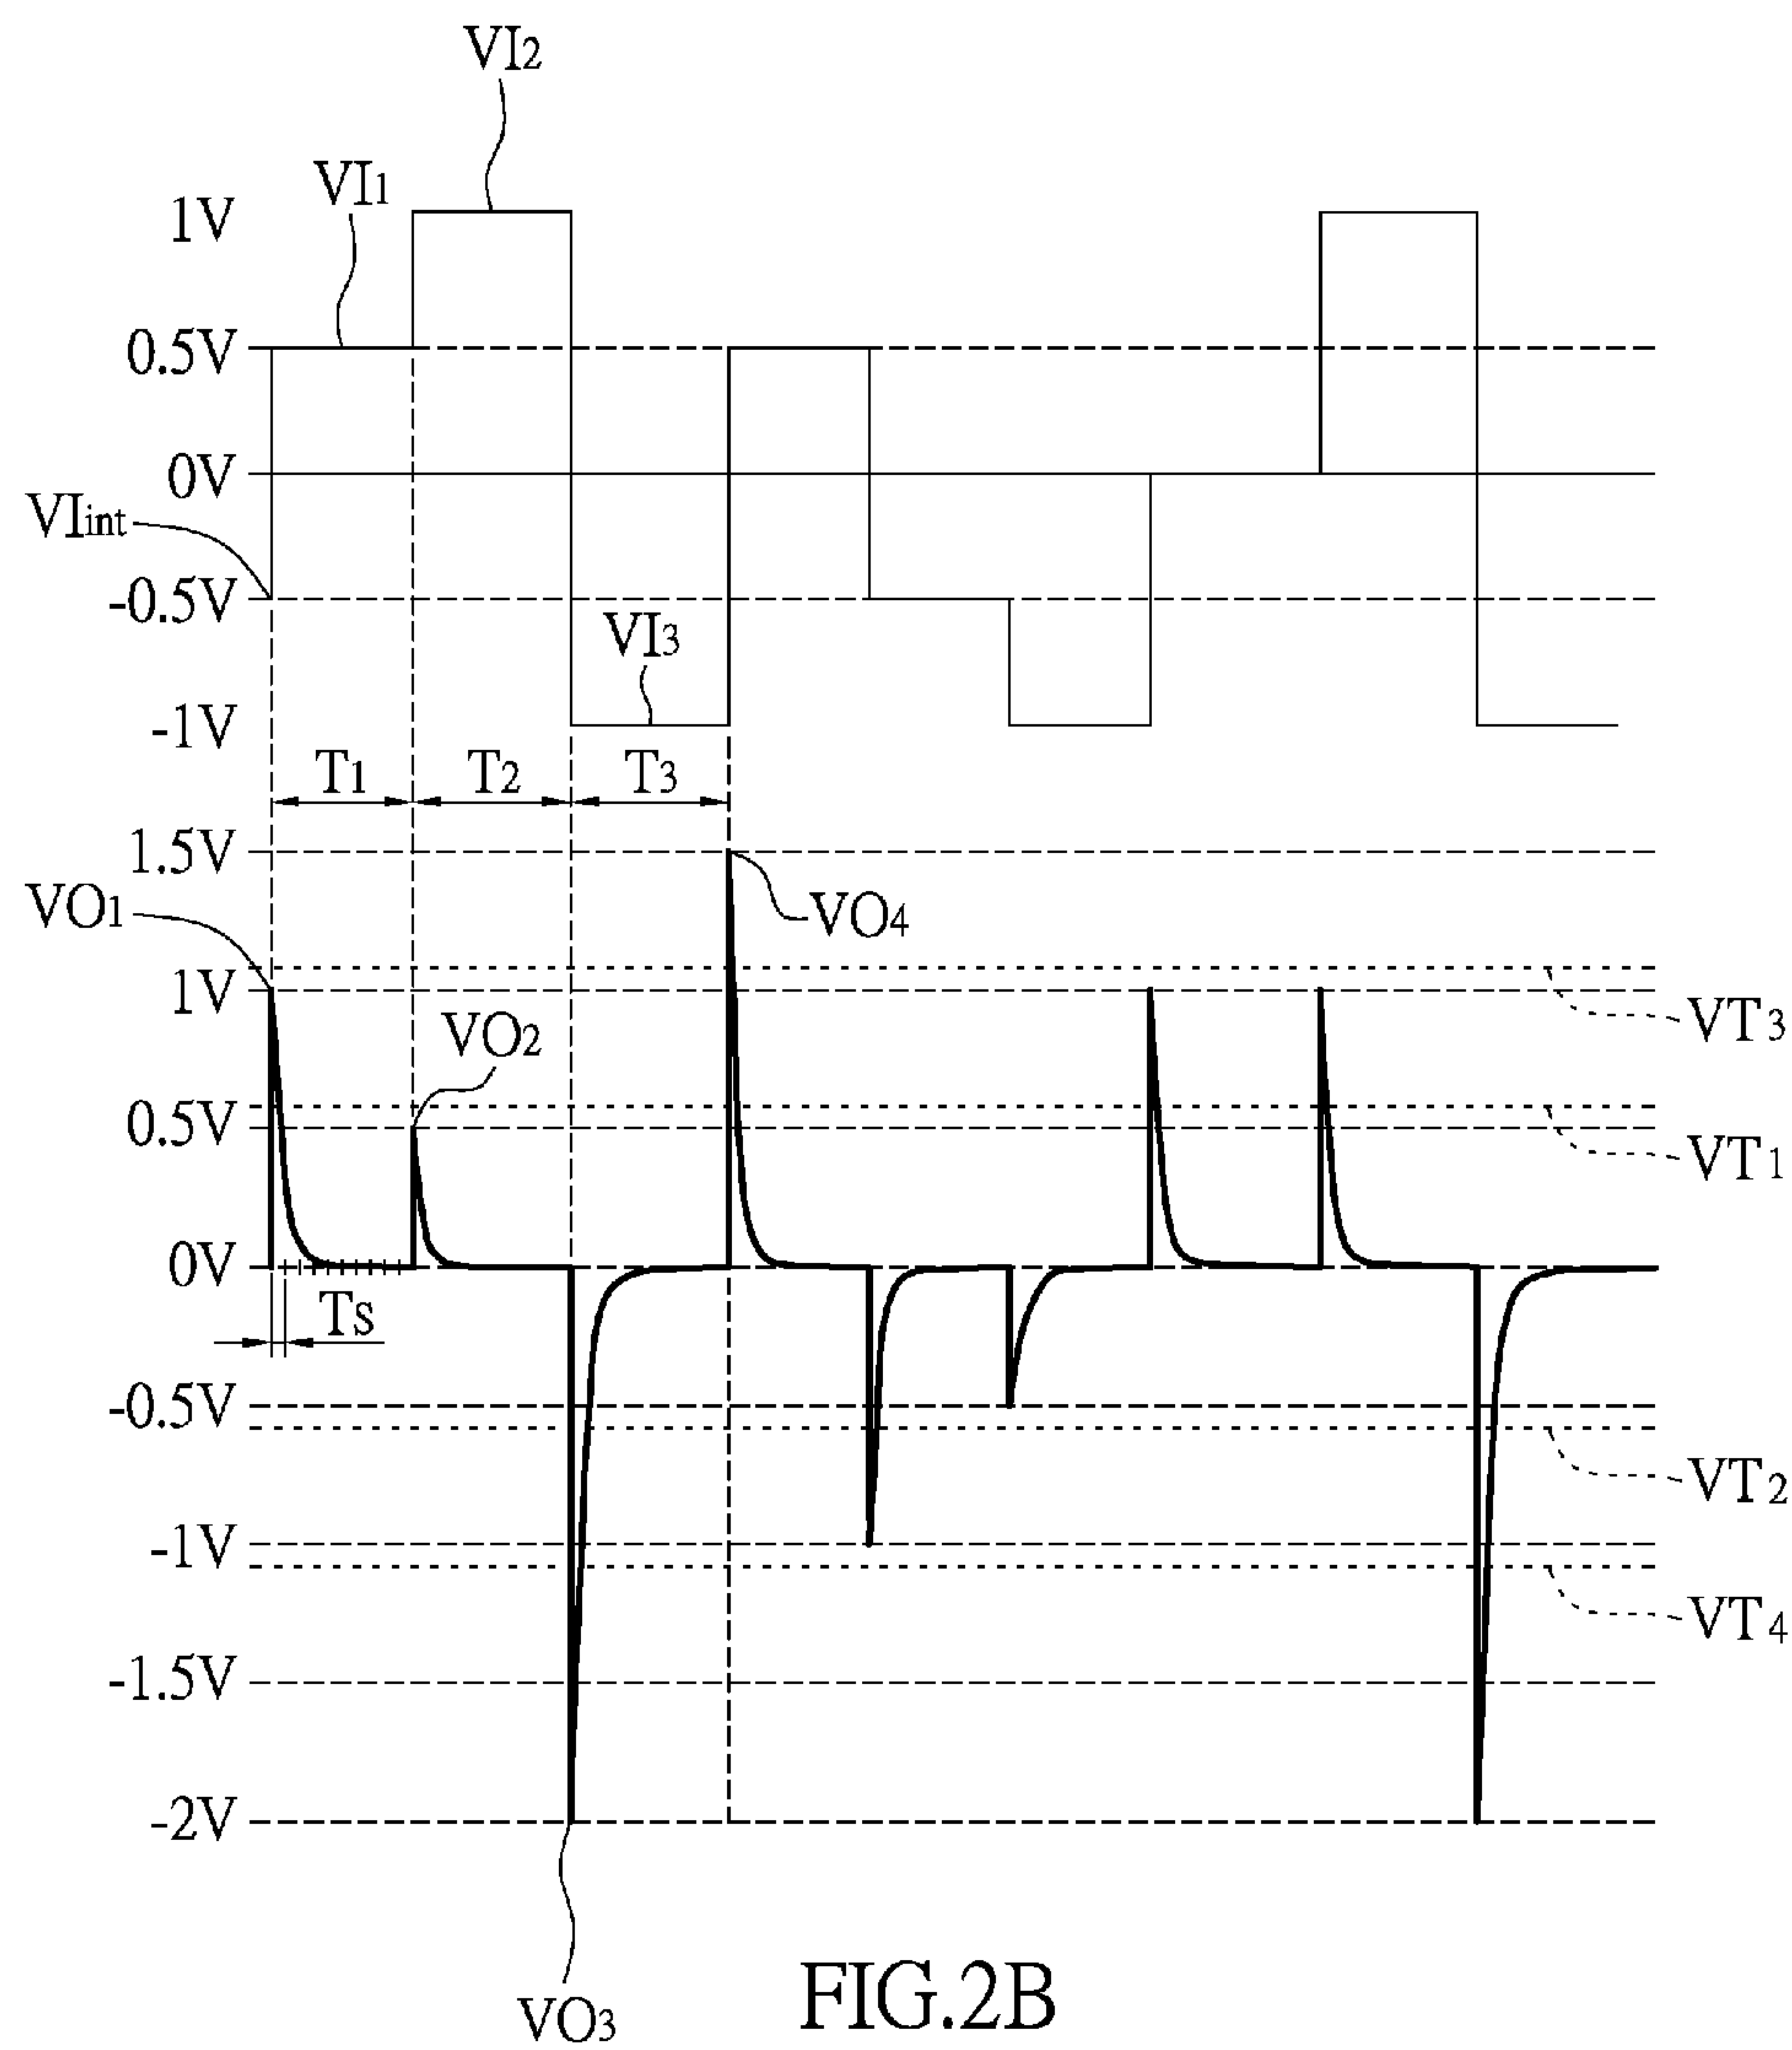 VI2
VI1
1V
0.5V
0V
VIint
-0.5V
VI3
-1V
T1 T2 T3
1.5V
VO1
VO4
1V
VT3
VO2
0.5V
VT1
0V
TS
-0.5V
VT2
-1V
VT4
-1.5V
-2V
VO3
FIG.2B